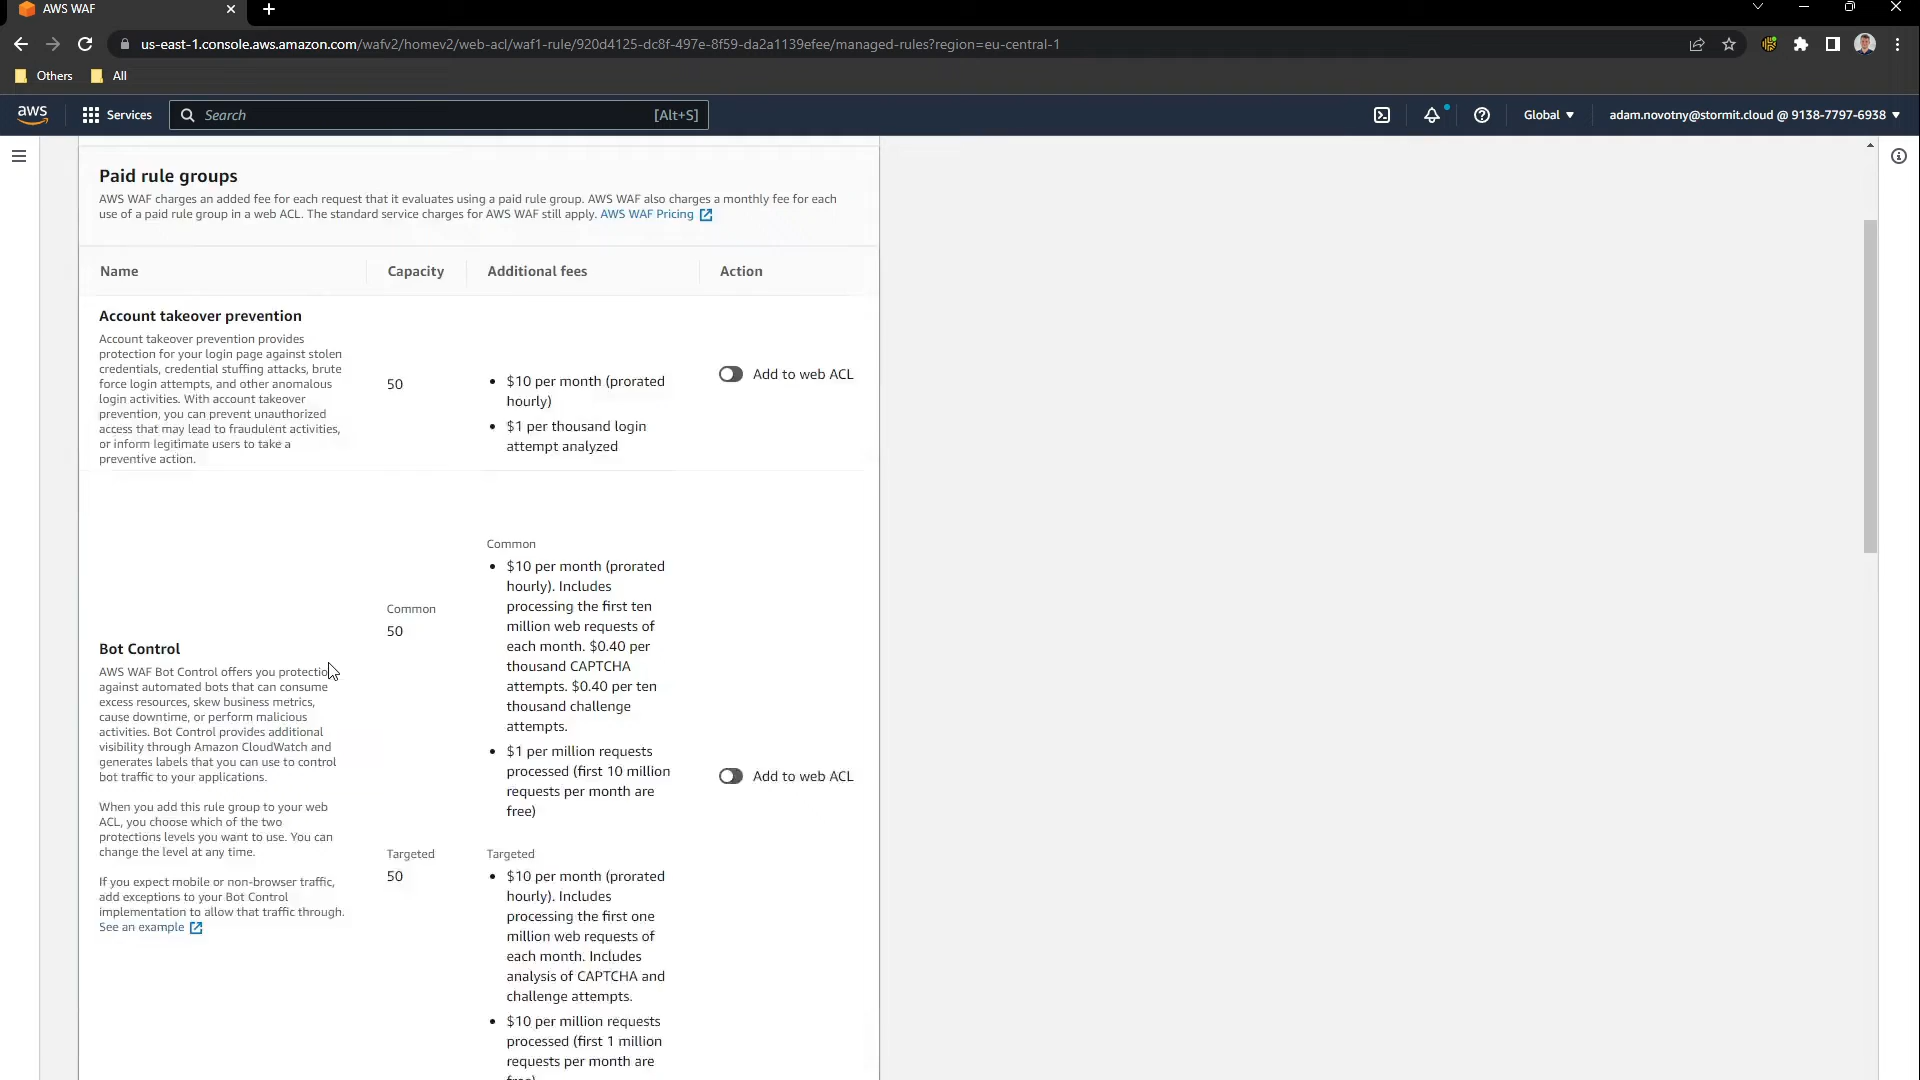 AWS WAF
us-east-1.console.aws.amazon.com/wafv2/homev2/web-acl/waf1-rule/920d4125-dc8f-497e-8f59-da2a1139efee/managed-rules?region=eu-central-1
Others All
aws Services Search [Alt+S] Global adam.novotny@stormit.cloud @ 9138-7797-6938
Paid rule groups
AWS WAF charges an added fee for each request that it evaluates using a paid rule group. AWS WAF also charges a monthly fee for each
use of a paid rule group in a web ACL. The standard service charges for AWS WAF still apply. AWS WAF Pricing
Name Capacity Additional fees Action
Account takeover prevention
Account takeover prevention provides
protection for your login page against stolen
credentials, credential stuffing attacks, brute
force login attempts, and other anomalous
login activities. With account takeover
prevention, you can prevent unauthorized
access that may lead to fraudulent activities,
or inform legitimate users to take a
preventive action.
50
• $10 per month (prorated
hourly)
• $1 per thousand login
attempt analyzed
Add to web ACL
Bot Control
AWS WAF Bot Control offers you protectio
against automated bots that can consume
excess resources, skew business metrics,
cause downtime, or perform malicious
activities. Bot Control provides additional
visibility through Amazon CloudWatch and
generates labels that you can use to control
bot traffic to your applications.
When you add this rule group to your web
ACL, you choose which of the two
protections levels you want to use. You can
change the level at any time.
If you expect mobile or non-browser traffic,
add exceptions to your Bot Control
implementation to allow that traffic through.
See an example
Common
50
Targeted
50
Common
• $10 per month (prorated
hourly). Includes
processing the first ten
million web requests of
each month. $0.40 per
thousand CAPTCHA
attempts. $0.40 per ten
thousand challenge
attempts.
• $1 per million requests
processed (first 10 million
requests per month are
free)
Targeted
• $10 per month (prorated
hourly). Includes
processing the first one
million web requests of
each month. Includes
analysis of CAPTCHA and
challenge attempts.
• $10 per million requests
processed (first 1 million
requests per month are
free)
Add to web ACL